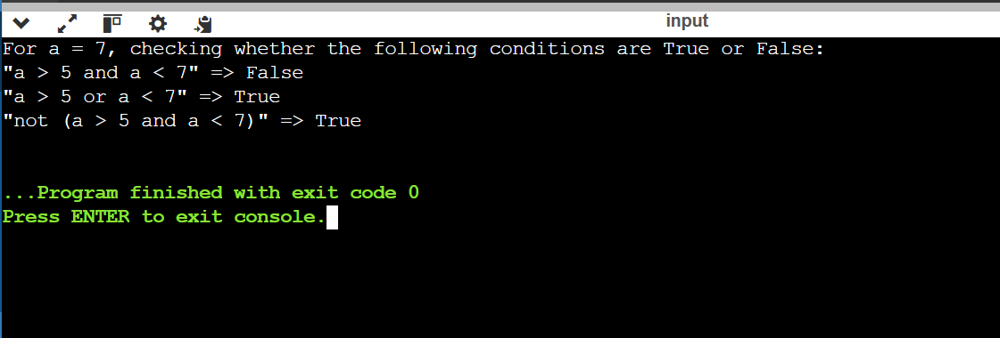 input
For a = 7, checking whether the following conditions are True or False:
"a > 5 and a < 7" => False
"a > 5 or a < 7" => True
"not (a > 5 and a < 7)" => True
...Program finished with exit code 0
Press ENTER to exit console.